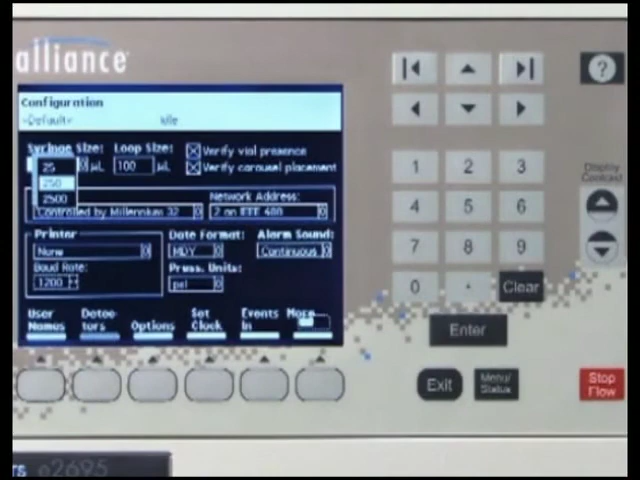 alliance
Configuration
<Default> Idle
Syringe Size: Loop Size: Verify vial presence
25 µL 100 µL Verify carousel placement
250
2500 Network Address:
Controlled by Millennium 32 2 on IEEE 488
Printer Date Format: Alarm Sound:
None MDY Continuous
Baud Rate: Press. Units:
1200 psi
User Names Detec- tors Options Set Clock Events In More
?
1 2 3
4 5 6
7 8 9
0 . Clear
Enter
Exit Menu/ Status
Stop Flow
Display Contrast
rs e2695